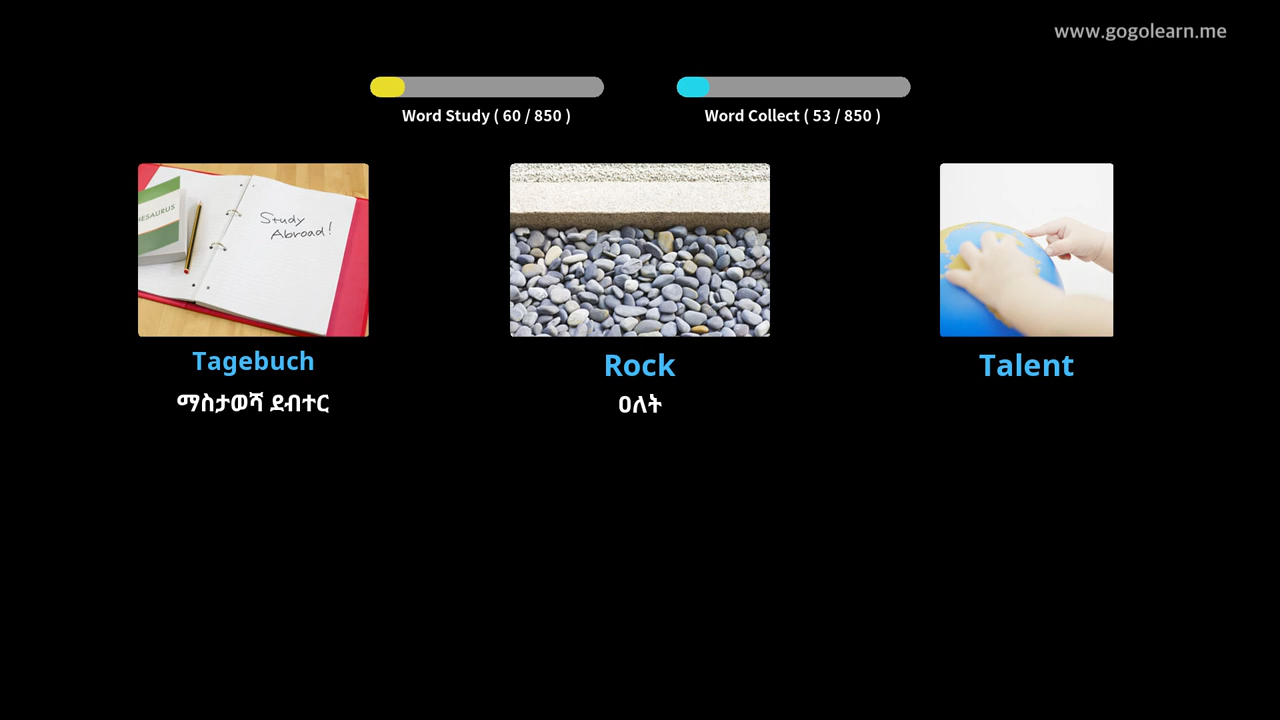 www.gogolearn.me
Word Study ( 60 / 850 )
Word Collect ( 53 / 850 )
HESAURUS
Study
Abroad!
Tagebuch
Rock
Talent
ማስታወሻ ደብተር
ዐለት